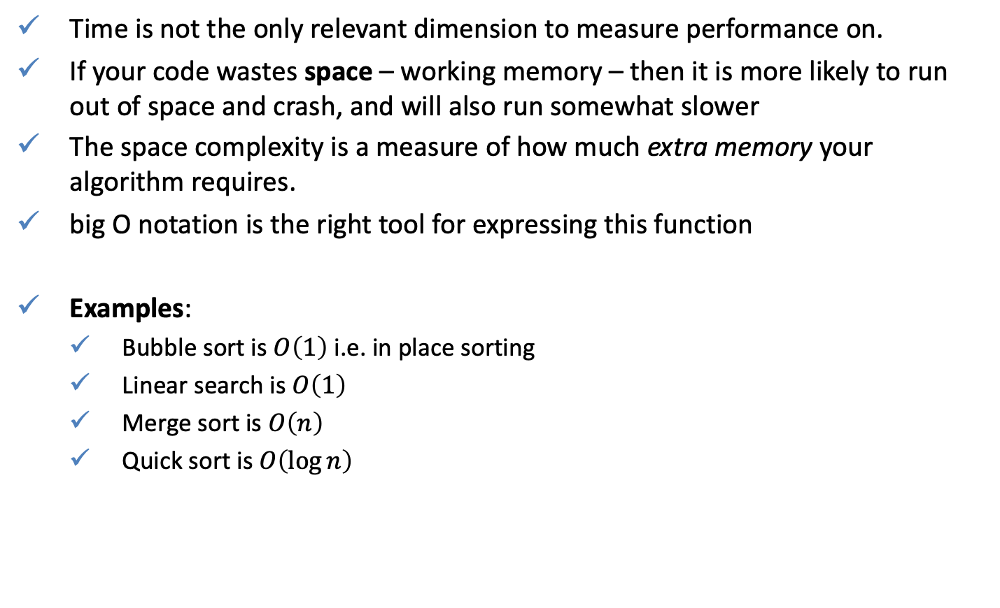 ✓ Time is not the only relevant dimension to measure performance on.
✓ If your code wastes space – working memory – then it is more likely to run
out of space and crash, and will also run somewhat slower
✓ The space complexity is a measure of how much extra memory your
algorithm requires.
✓ big O notation is the right tool for expressing this function
✓ Examples:
✓ Bubble sort is O(1) i.e. in place sorting
✓ Linear search is O(1)
✓ Merge sort is O(n)
✓ Quick sort is O(log n)